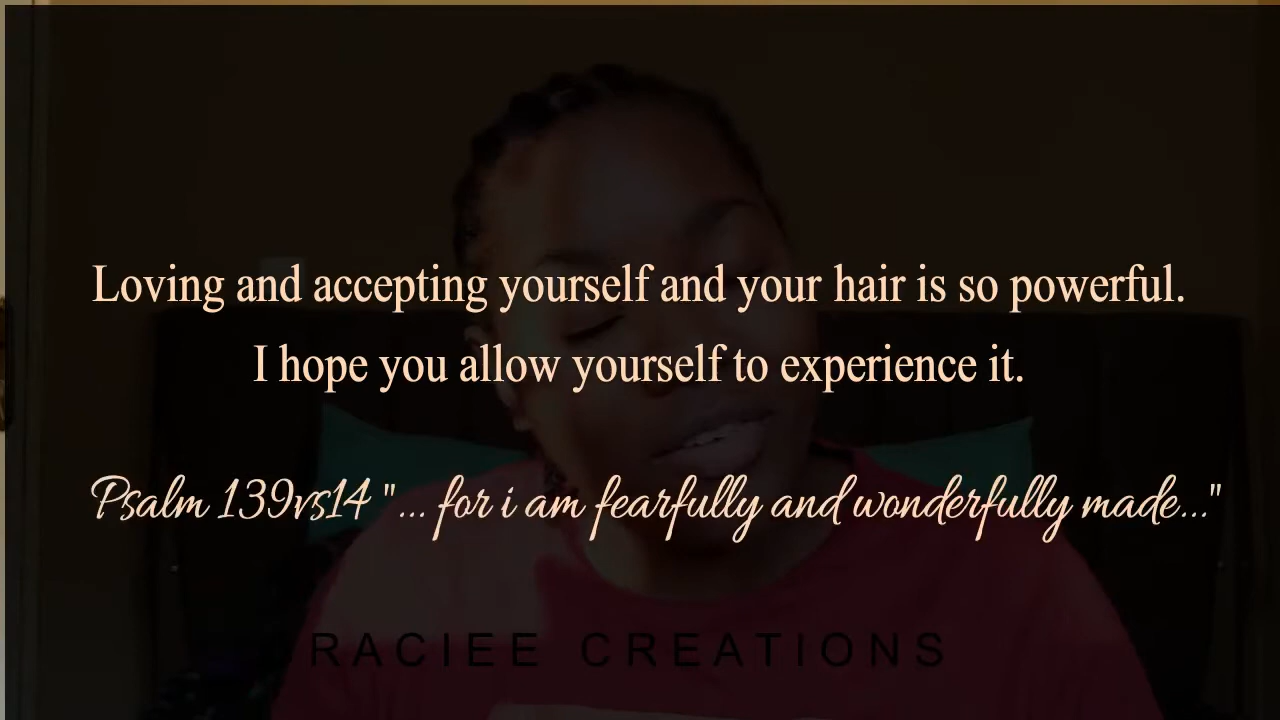 Loving and accepting yourself and your hair is so powerful.
I hope you allow yourself to experience it.
Psalm 139vs14 "... for i am fearfully and wonderfully made..."
RACIEE CREATIONS